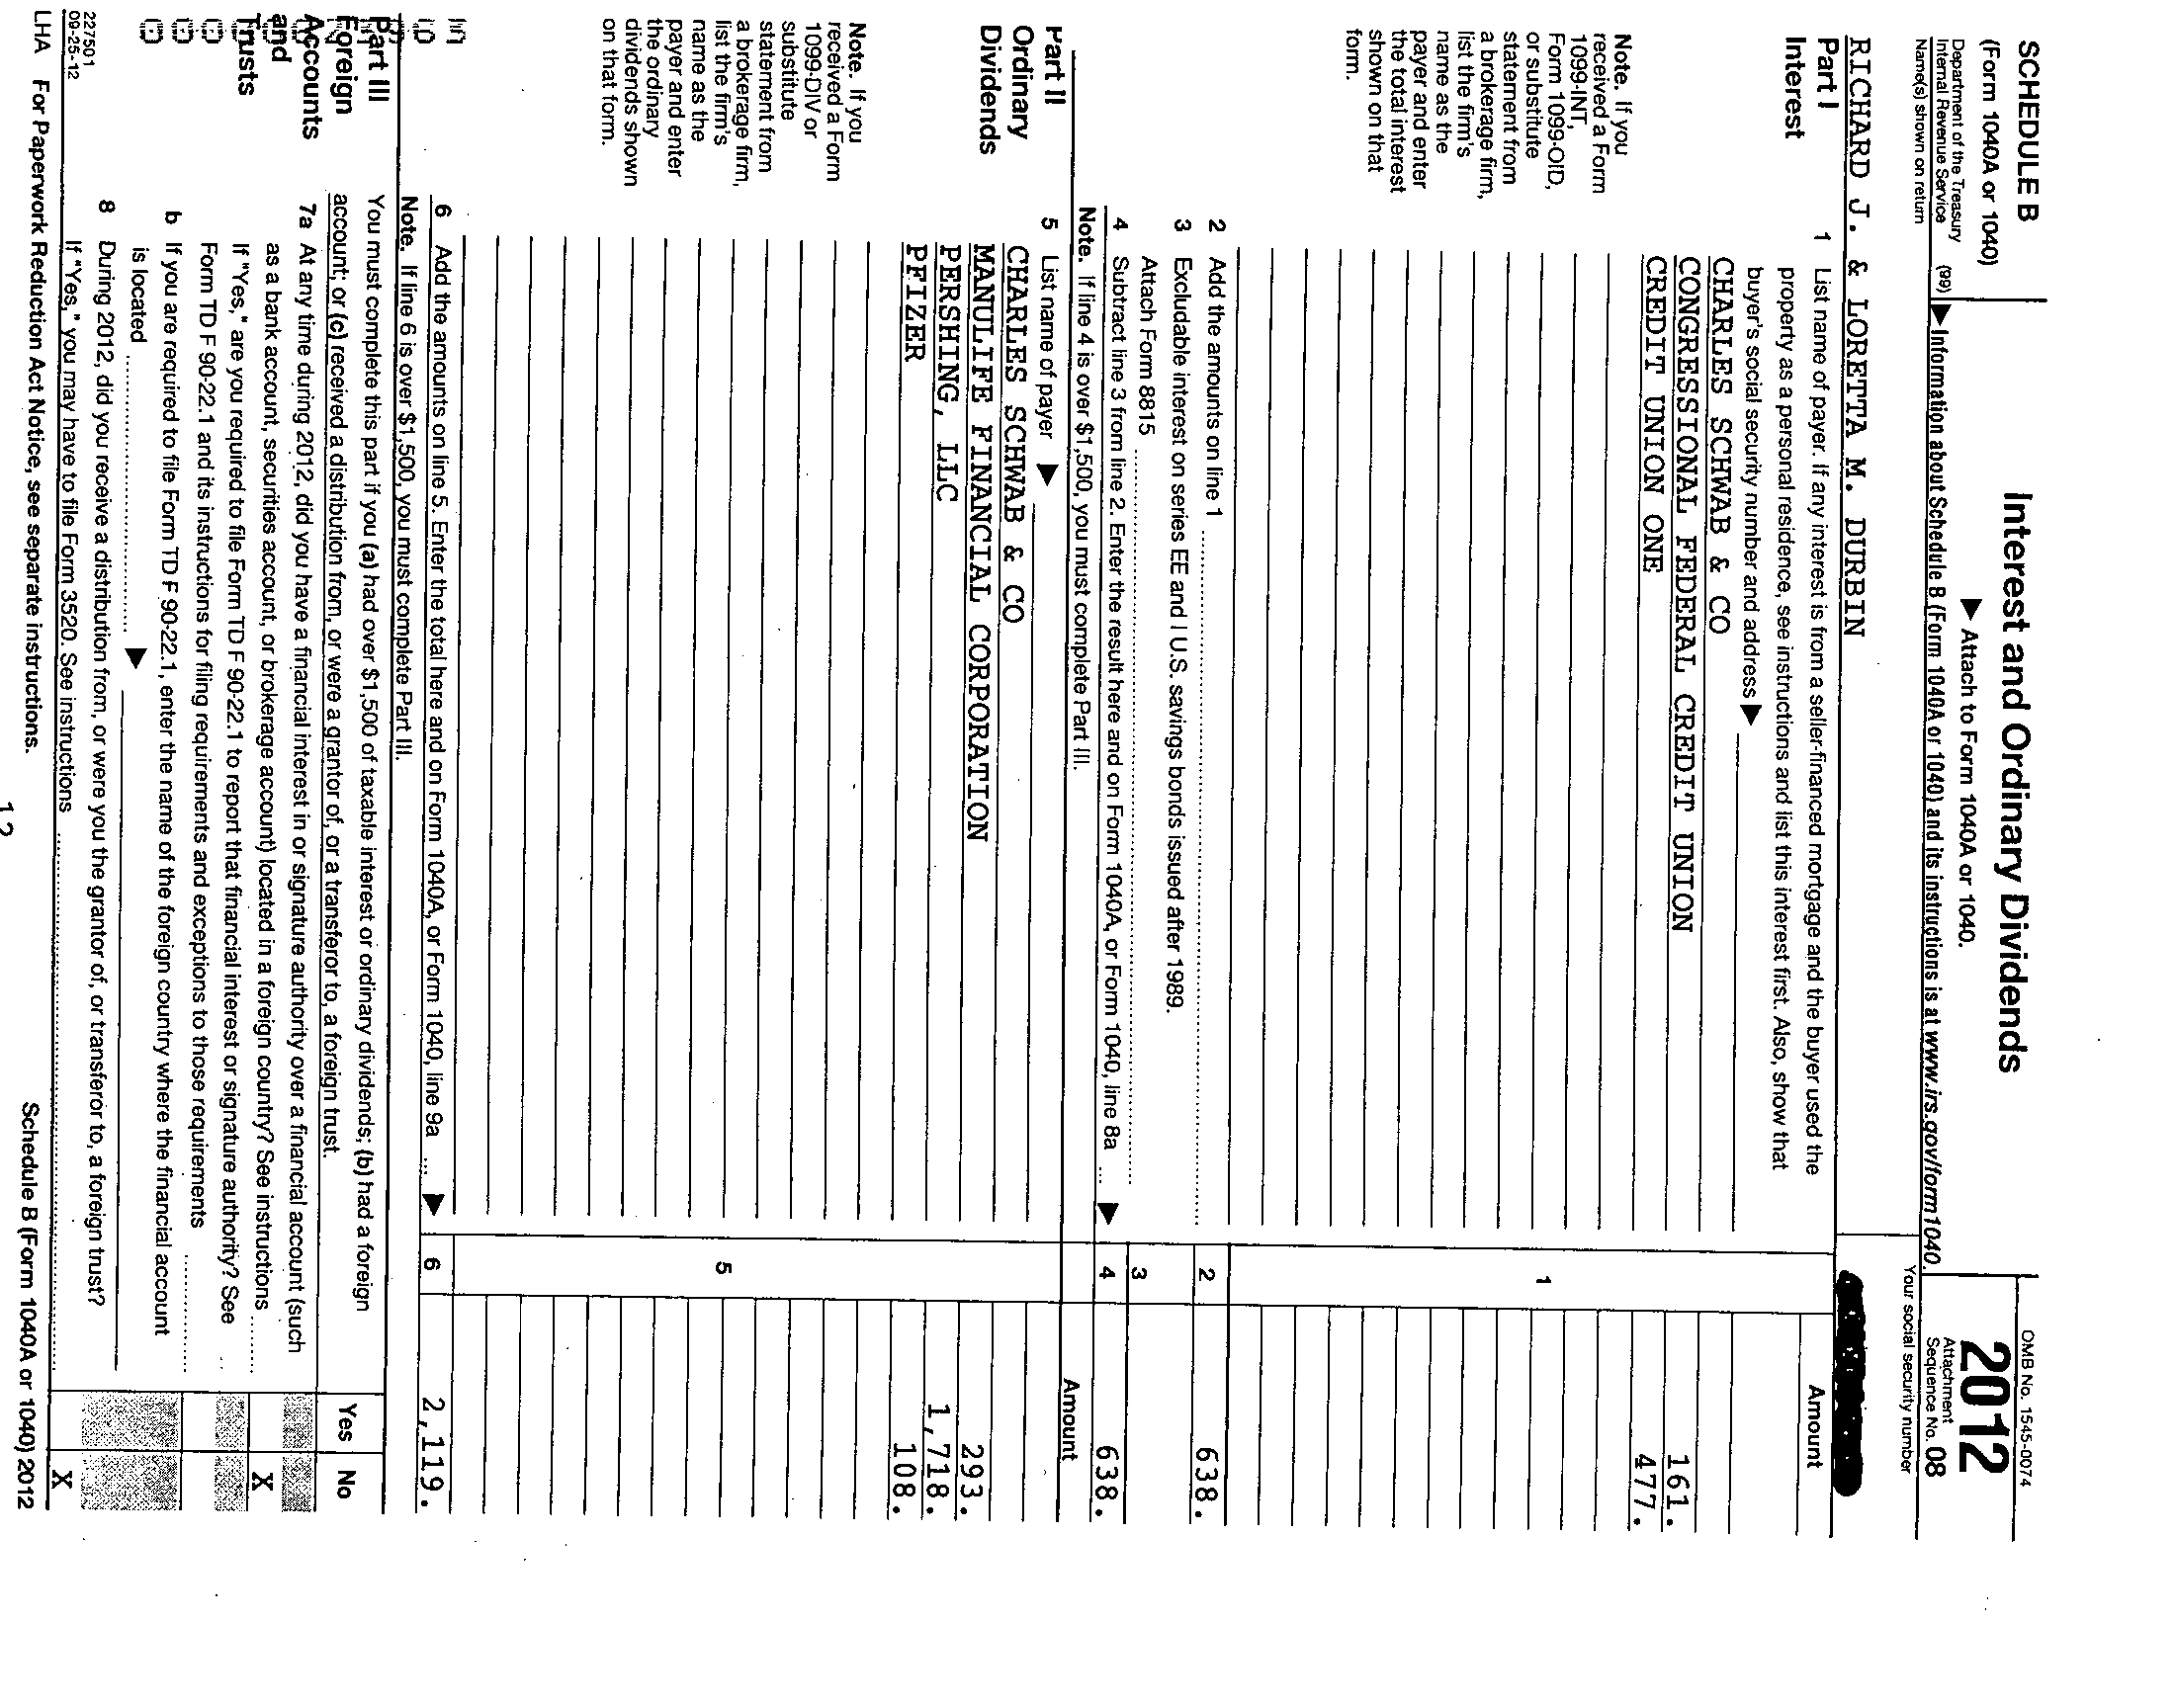 SCHEDULE B
(Form 1040A or 1040)
Department of the Treasury
Internal Revenue Service (99)
Name(s) shown on return
Interest and Ordinary Dividends
▶ Attach to Form 1040A or 1040.
▶ Information about Schedule B (Form 1040A or 1040) and its instructions is at www.irs.gov/form1040.
OMB No. 1545-0074
2012
Attachment
Sequence No. 08
Your social security number
RICHARD J. & LORETTA M. DURBIN
Part I
Interest
Note. If you
received a Form
1099-INT,
Form 1099-OID,
or substitute
statement from
a brokerage firm,
list the firm's
name as the
payer and enter
the total interest
shown on that
form.
1 List name of payer. If any interest is from a seller-financed mortgage and the buyer used the
property as a personal residence, see instructions and list this interest first. Also, show that
buyer's social security number and address ▶
Amount
CHARLES SCHWAB & CO
CONGRESSIONAL FEDERAL CREDIT UNION 161.
CREDIT UNION ONE 477.
1
2 Add the amounts on line 1 2 638.
3 Excludable interest on series EE and I U.S. savings bonds issued after 1989.
Attach Form 8815 3
4 Subtract line 3 from line 2. Enter the result here and on Form 1040A, or Form 1040, line 8a ... ▶ 4 638.
Note. If line 4 is over $1,500, you must complete Part III. Amount
Part II
Ordinary
Dividends
Note. If you
received a Form
1099-DIV or
substitute
statement from
a brokerage firm,
list the firm's
name as the
payer and enter
the ordinary
dividends shown
on that form.
5 List name of payer ▶
CHARLES SCHWAB & CO
MANULIFE FINANCIAL CORPORATION 293.
PERSHING, LLC 1,718.
PFIZER 108.
5
6 Add the amounts on line 5. Enter the total here and on Form 1040A, or Form 1040, line 9a ... ▶ 6 2,119.
Note. If line 6 is over $1,500, you must complete Part III.
Part III
Foreign
Accounts
and
Trusts
You must complete this part if you (a) had over $1,500 of taxable interest or ordinary dividends; (b) had a foreign
account; or (c) received a distribution from, or were a grantor of, or a transferor to, a foreign trust.
Yes No
7a At any time during 2012, did you have a financial interest in or signature authority over a financial account (such
as a bank account, securities account, or brokerage account) located in a foreign country? See instructions X
If "Yes," are you required to file Form TD F 90-22.1 to report that financial interest or signature authority? See
Form TD F 90-22.1 and its instructions for filing requirements and exceptions to those requirements
b If you are required to file Form TD F 90-22.1, enter the name of the foreign country where the financial account
is located ▶
8 During 2012, did you receive a distribution from, or were you the grantor of, or transferor to, a foreign trust?
If "Yes," you may have to file Form 3520. See instructions X
227501
09-25-12
LHA For Paperwork Reduction Act Notice, see separate instructions. Schedule B (Form 1040A or 1040) 2012
12